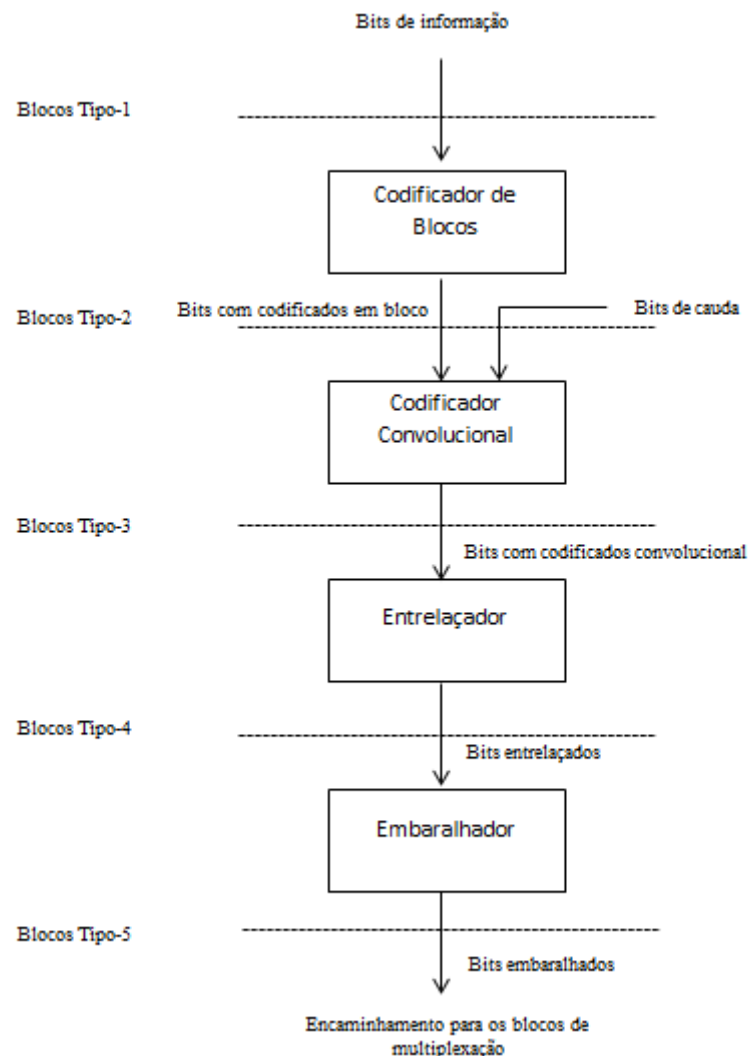 Bits de informação
Blocos Tipo-1
Codificador de
Blocos
Blocos Tipo-2
Bits com codificados em bloco
Bits de cauda
Codificador
Convolucional
Blocos Tipo-3
Bits com codificados convolucional
Entrelaçador
Blocos Tipo-4
Bits entrelaçados
Embaralhador
Blocos Tipo-5
Bits embaralhados
Encaminhamento para os blocos de
multiplexação